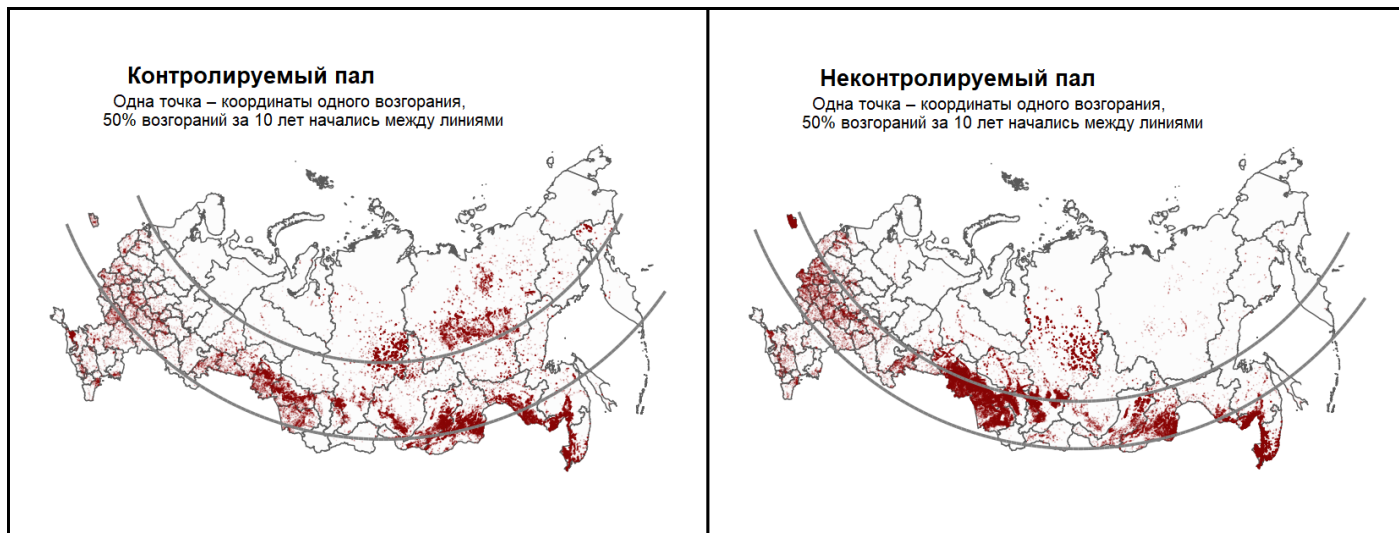 Контролируемый пал
Одна точка – координаты одного возгорания,
50% возгораний за 10 лет начались между линиями
Неконтролируемый пал
Одна точка – координаты одного возгорания,
50% возгораний за 10 лет начались между линиями